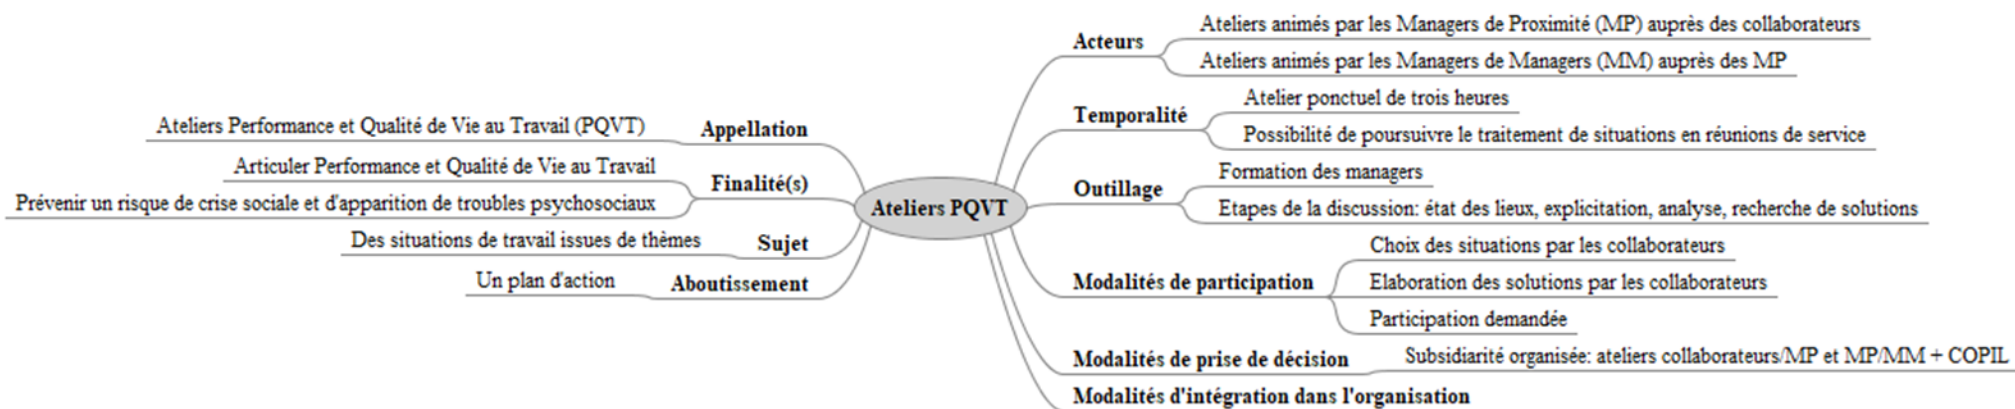 Ateliers PQVT
Appellation
Ateliers Performance et Qualité de Vie au Travail (PQVT)
Finalité(s)
Articuler Performance et Qualité de Vie au Travail
Prévenir un risque de crise sociale et d'apparition de troubles psychosociaux
Sujet
Des situations de travail issues de thèmes
Aboutissement
Un plan d'action
Acteurs
Ateliers animés par les Managers de Proximité (MP) auprès des collaborateurs
Ateliers animés par les Managers de Managers (MM) auprès des MP
Temporalité
Atelier ponctuel de trois heures
Possibilité de poursuivre le traitement de situations en réunions de service
Outillage
Formation des managers
Etapes de la discussion: état des lieux, explicitation, analyse, recherche de solutions
Modalités de participation
Choix des situations par les collaborateurs
Elaboration des solutions par les collaborateurs
Participation demandée
Modalités de prise de décision
Subsidiarité organisée: ateliers collaborateurs/MP et MP/MM + COPIL
Modalités d'intégration dans l'organisation